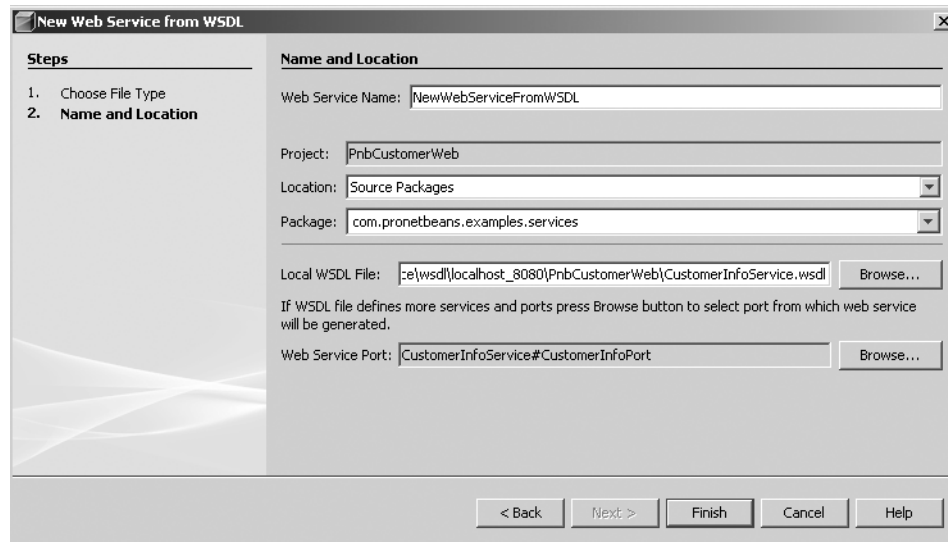 New Web Service from WSDL
Steps
1. Choose File Type
2. Name and Location
Name and Location
Web Service Name: NewWebServiceFromWSDL
Project: PnbCustomerWeb
Location: Source Packages
Package: com.pronetbeans.examples.services
Local WSDL File: :e\wsdl\localhost_8080\PnbCustomerWeb\CustomerInfoService.wsdl Browse...
If WSDL file defines more services and ports press Browse button to select port from which web service
will be generated.
Web Service Port: CustomerInfoService#CustomerInfoPort Browse...
< Back Next > Finish Cancel Help